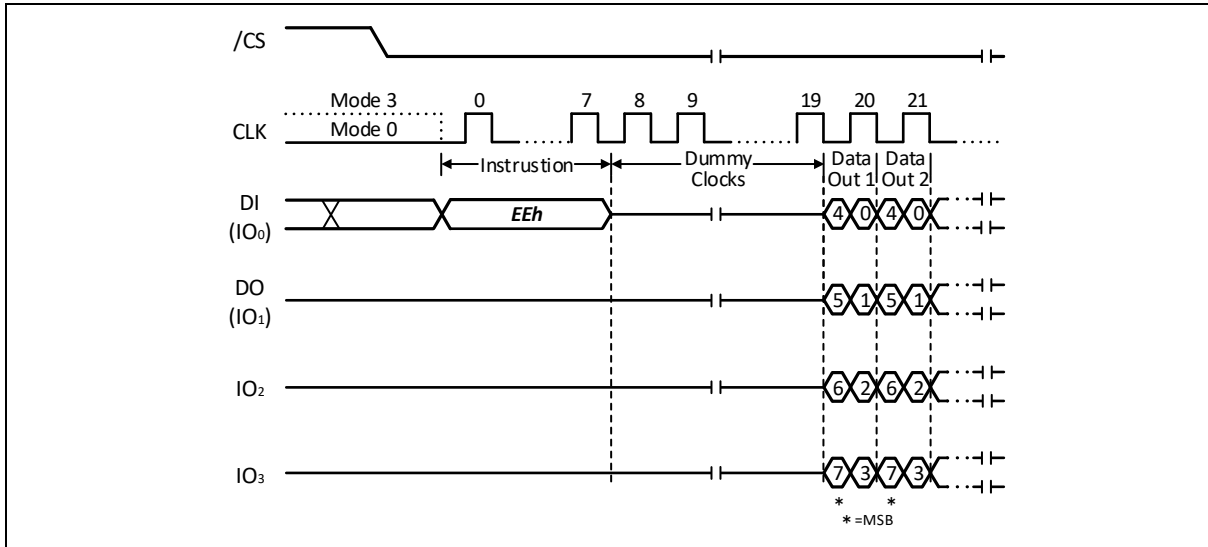 /CS
Mode 3 0 7 8 9 19 20 21
CLK Mode 0
Instrustion Dummy Clocks Data Out 1 Data Out 2
DI (IO0) EEh 4 0 4 0
DO (IO1) 5 1 5 1
IO2 6 2 6 2
IO3 7 3 7 3
* *
* =MSB